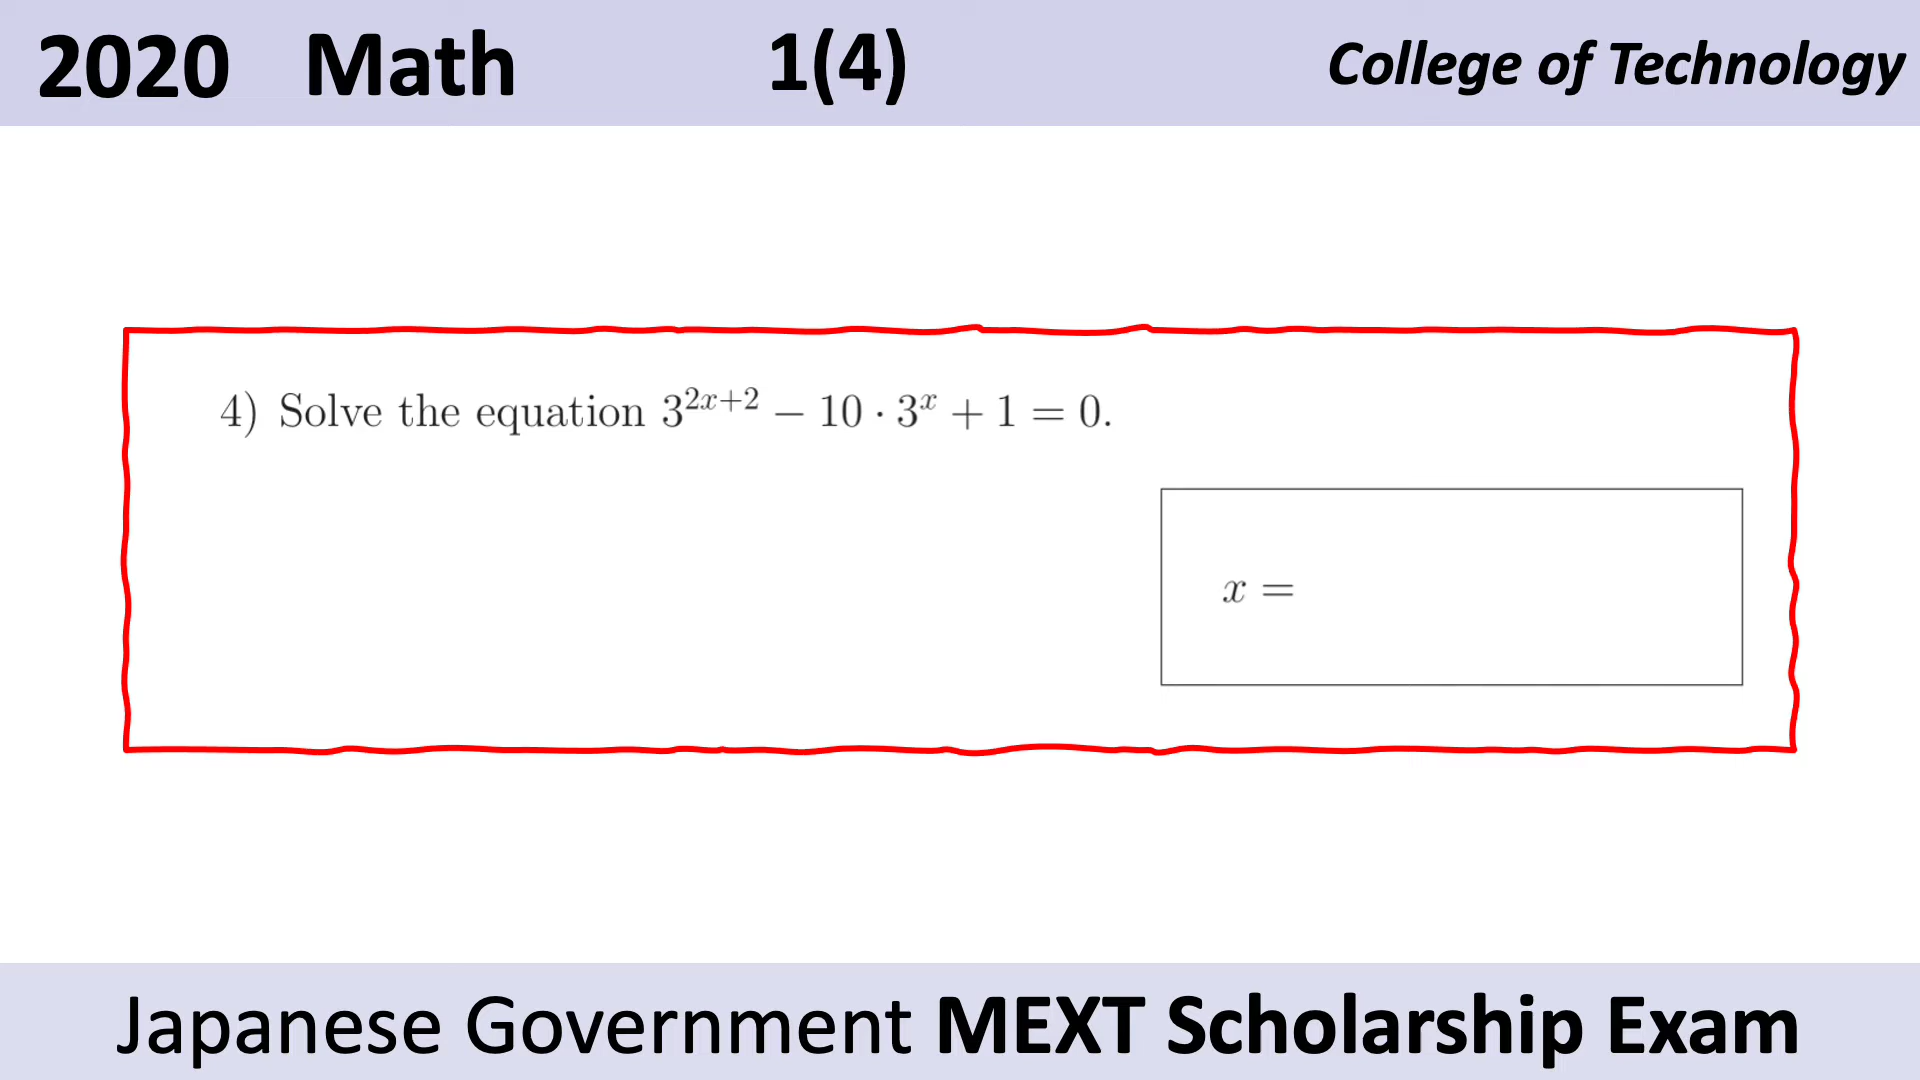 2020 Math 1(4) College of Technology
4) Solve the equation $3^{2x+2} - 10 \cdot 3^x + 1 = 0$.
$x =$
Japanese Government MEXT Scholarship Exam